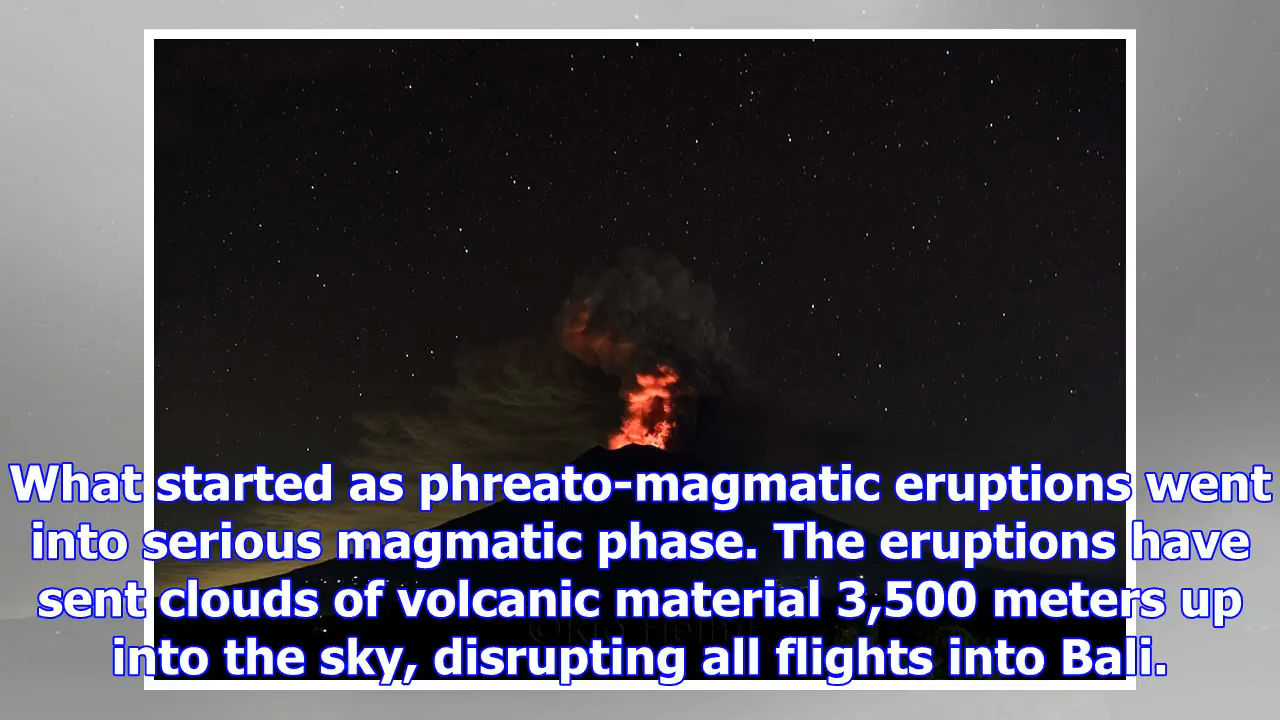 What started as phreato-magmatic eruptions went
into serious magmatic phase. The eruptions have
sent clouds of volcanic material 3,500 meters up
into the sky, disrupting all flights into Bali.